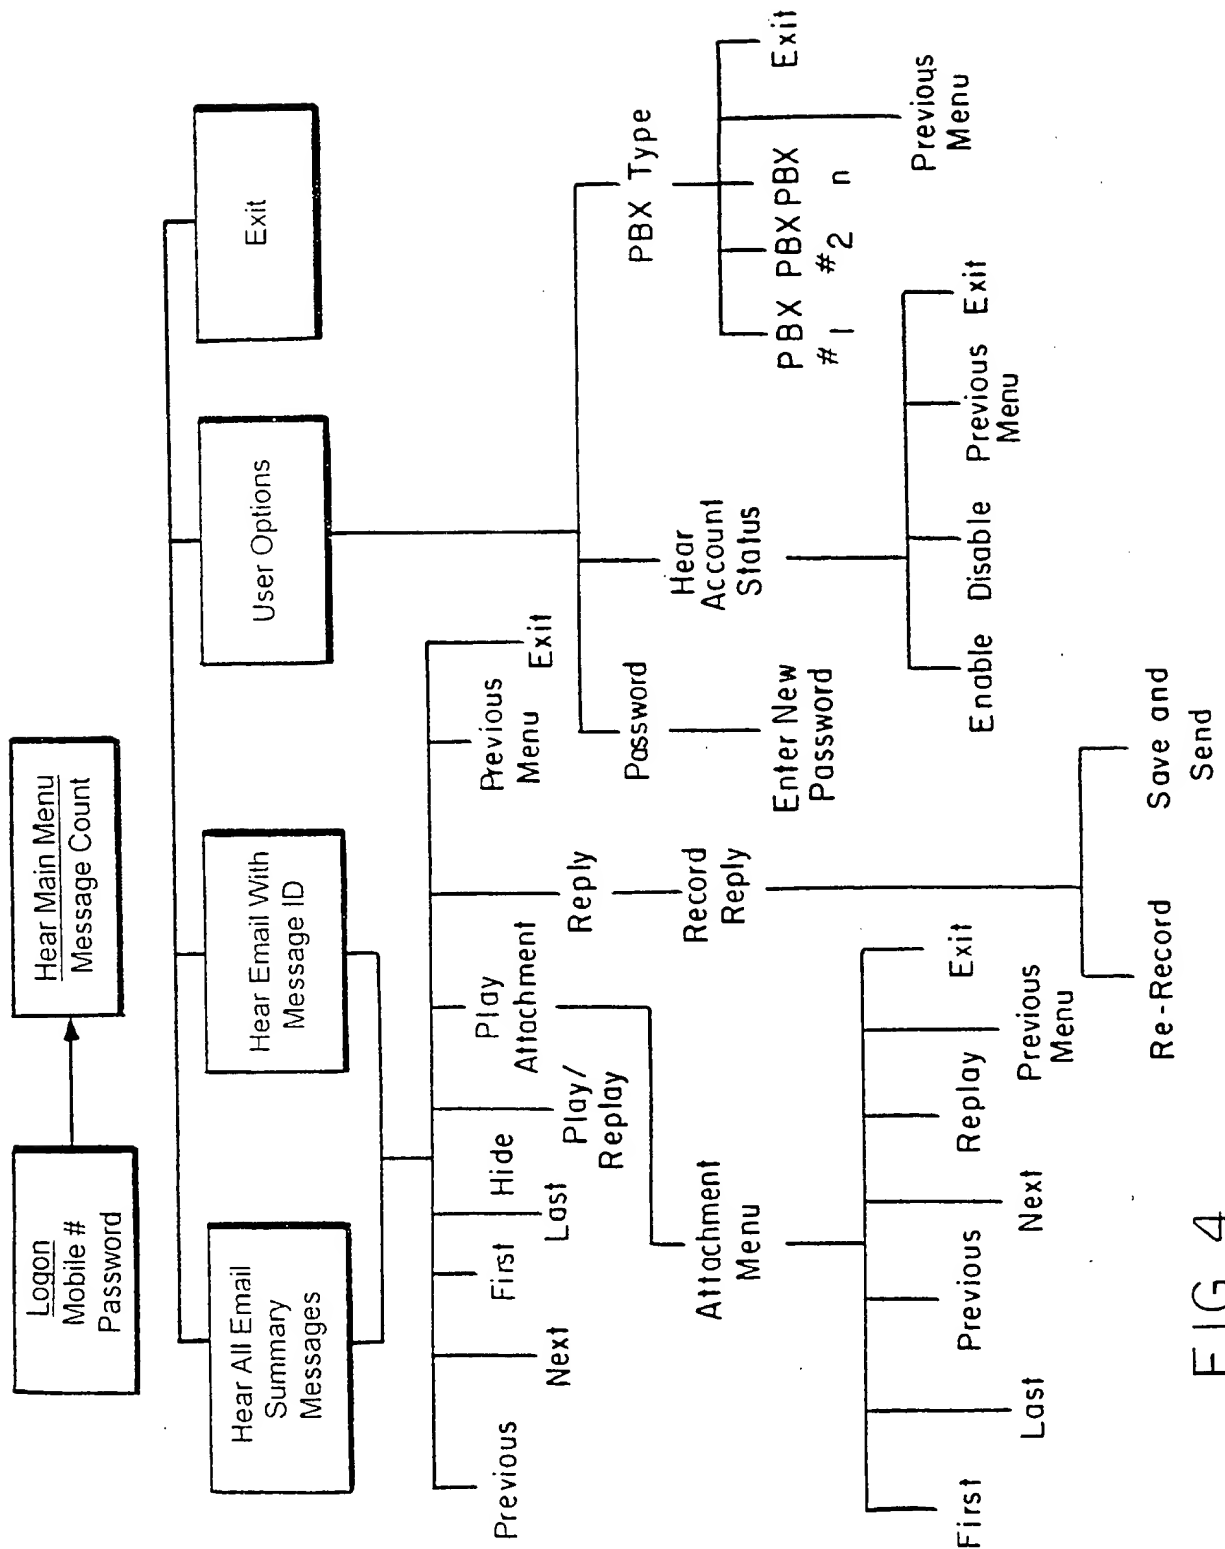 Logon
Mobile #
Password
Hear Main Menu
Message Count
Hear All Email
Summary
Messages
Hear Email With
Message ID
User Options
Exit
Previous
Next
First
Last
Hide
Play/
Replay
Play
Attachment
Reply
Previous
Menu
Exit
Record
Reply
Re-Record
Save and
Send
Attachment
Menu
First
Last
Previous
Next
Replay
Previous
Menu
Exit
Password
Enter New
Password
Hear
Account
Status
Enable
Disable
Previous
Menu
Exit
PBX Type
PBX
#1
PBX
#2
PBX
n
Previous
Menu
Exit
FIG. 4